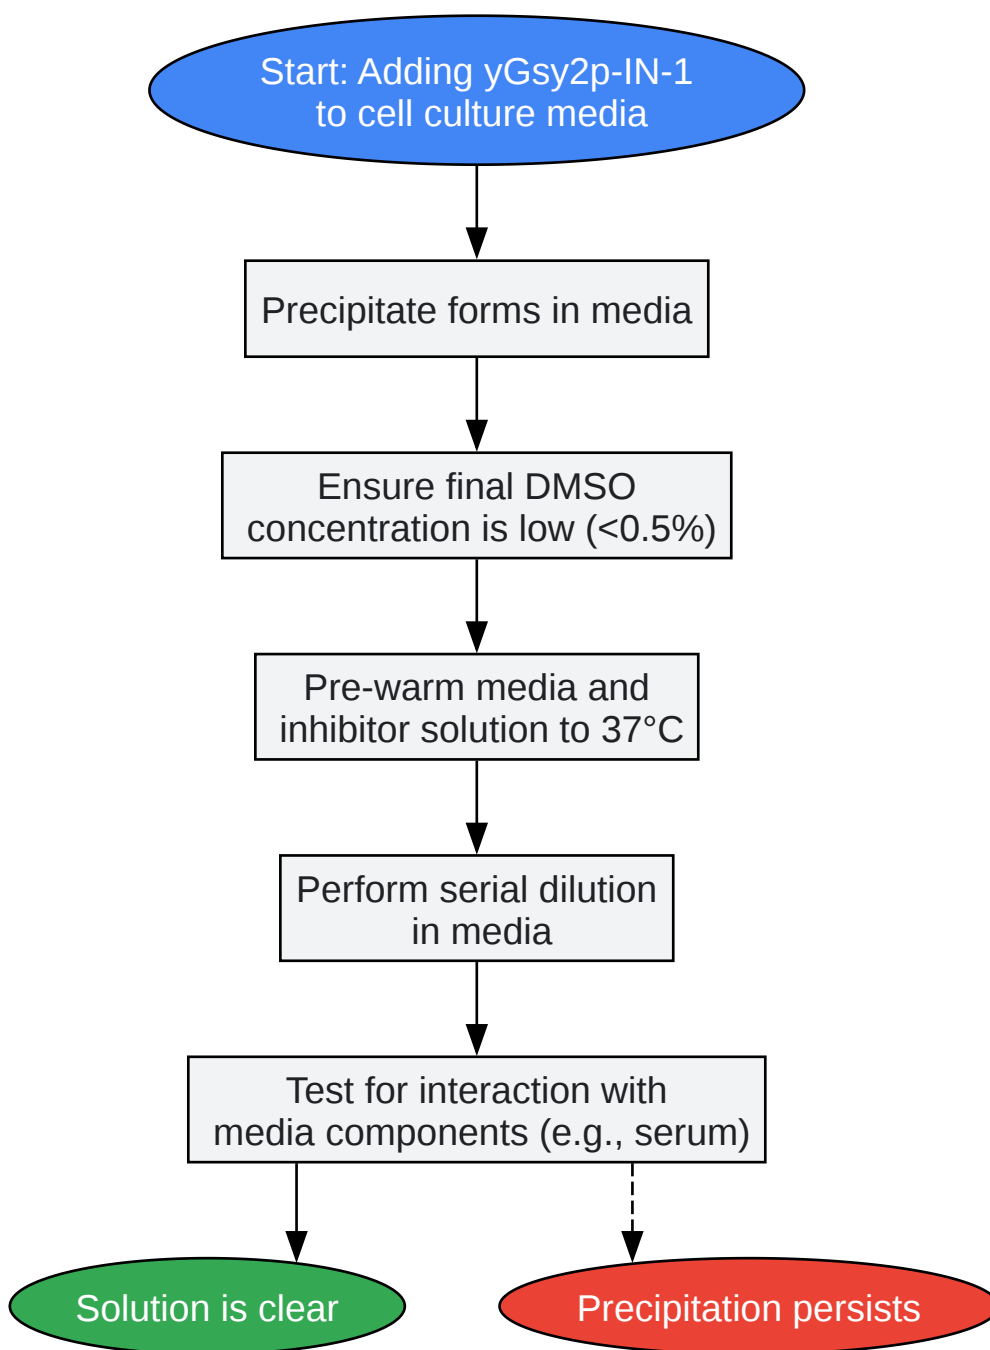 Start: Adding yGsy2p-IN-1
to cell culture media
Precipitate forms in media
Ensure final DMSO
concentration is low (<0.5%)
Pre-warm media and
inhibitor solution to 37°C
Perform serial dilution
in media
Test for interaction with
media components (e.g., serum)
Solution is clear
Precipitation persists